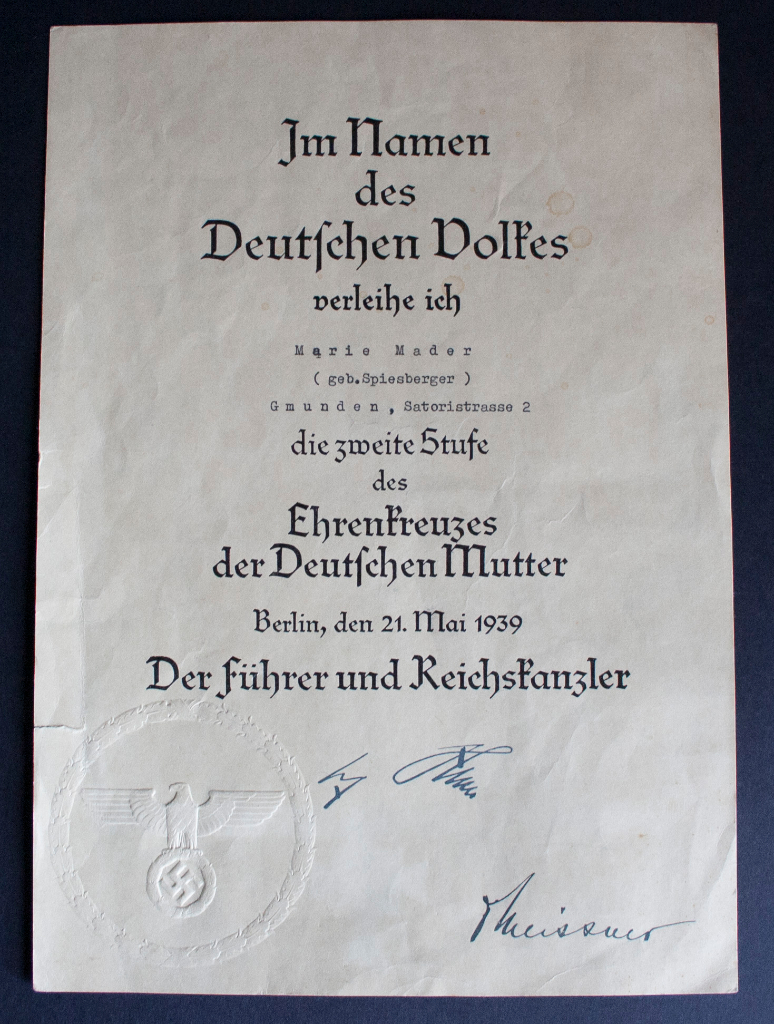 Im Namen
des
Deutſchen Volkes
verleihe ich
Marie Mader
( geb.Spiesberger )
Gmunden, Satoristrasse 2
die zweite Stufe
des
Ehrenkreuzes
der Deutſchen Mutter
Berlin, den 21. Mai 1939
Der Führer und Reichskanzler
Meissner